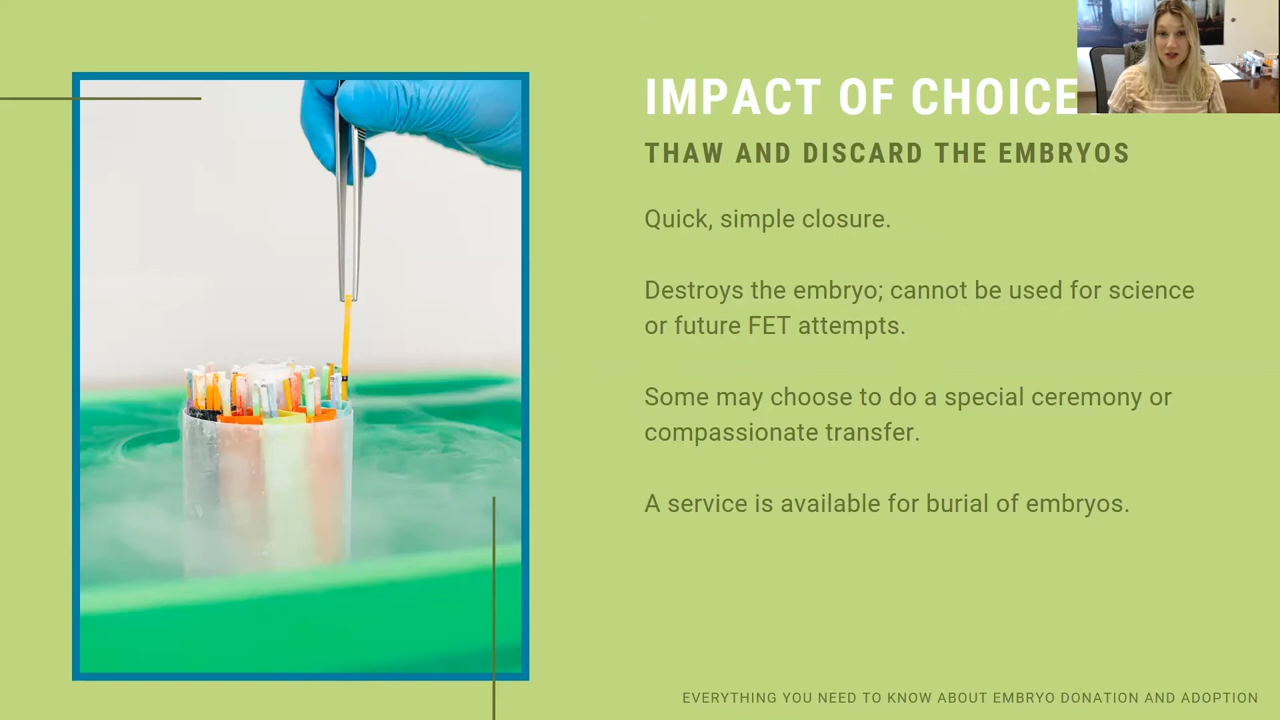 IMPACT OF CHOICE
THAW AND DISCARD THE EMBRYOS
Quick, simple closure.
Destroys the embryo; cannot be used for science
or future FET attempts.
Some may choose to do a special ceremony or
compassionate transfer.
A service is available for burial of embryos.
EVERYTHING YOU NEED TO KNOW ABOUT EMBRYO DONATION AND ADOPTION